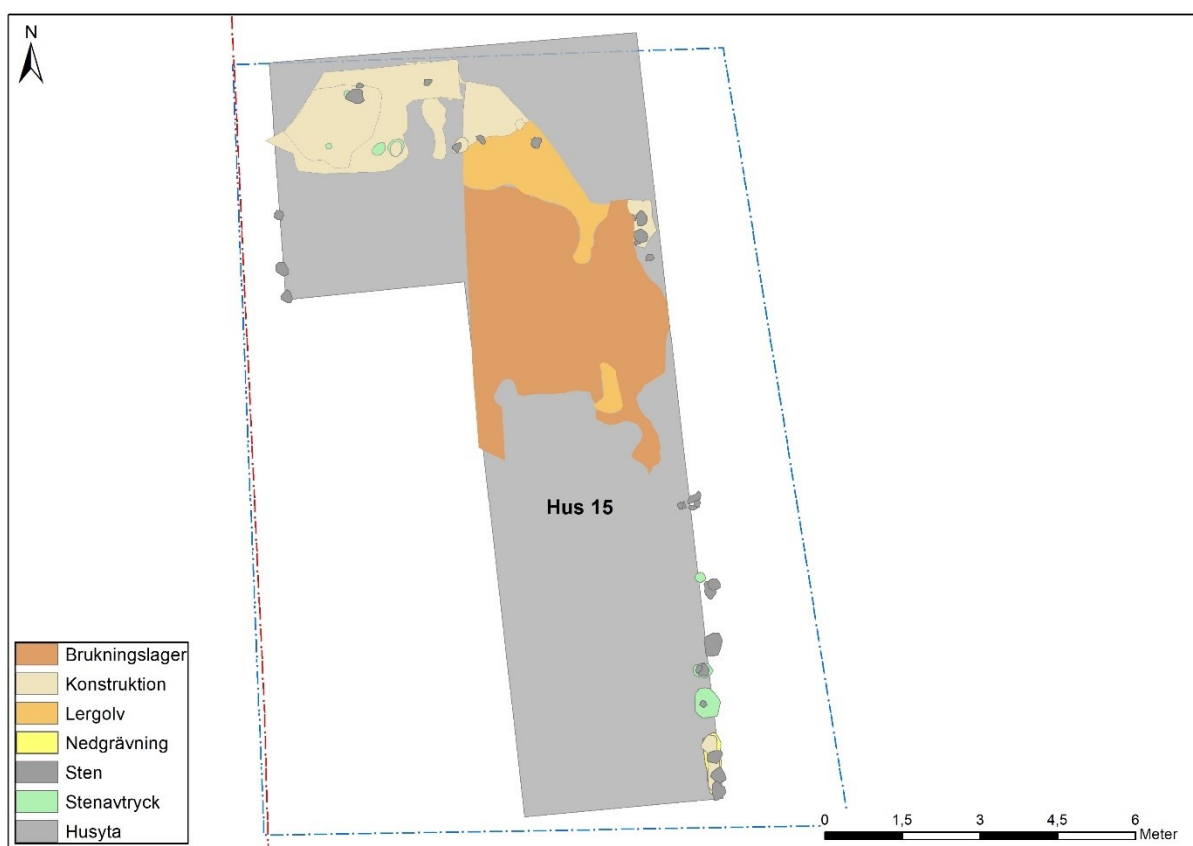 N
Hus 15
Brukningslager
Konstruktion
Lergolv
Nedgrävning
Sten
Stenavtryck
Husyta
0 1,5 3 4,5 6
Meter